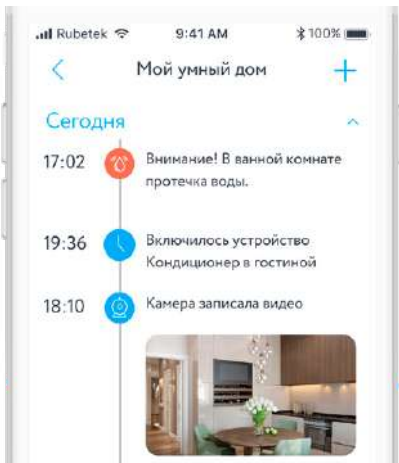 Rubetek 9:41 AM 100%
Мой умный дом
Сегодня
17:02 Внимание! В ванной комнате
протечка воды.
19:36 Включилось устройство
Кондиционер в гостиной
18:10 Камера записала видео